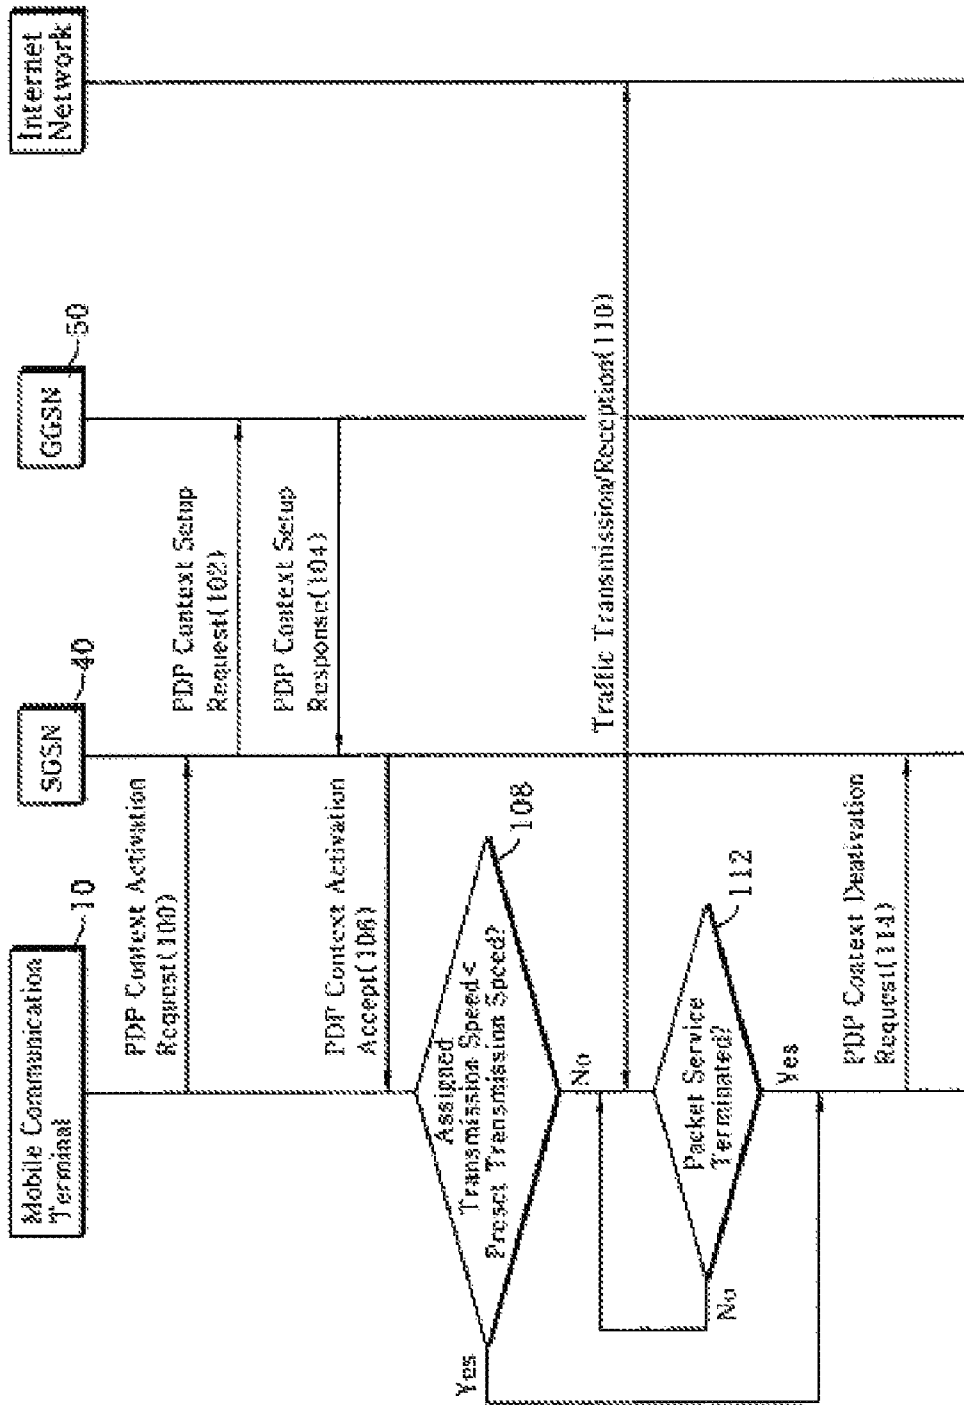 Mobile Communication
Terminal
10
SGSN
40
GGSN
50
Internet
Network
PDP Context Activation
Request(100)
PDP Context Setup
Request(102)
PDP Context Setup
Response(104)
PDP Context Activation
Accept(106)
Assigned
Transmission Speed<
Preset Transmission Speed?
108
Yes
No
Traffic Transmission/Reception(110)
Packet Service
Terminated?
112
No
Yes
PDP Context Deativation
Request(114)